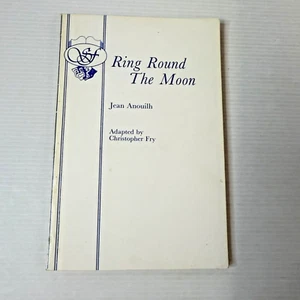 Ring Round
The Moon
Jean Anouilh
Adapted by
Christopher Fry